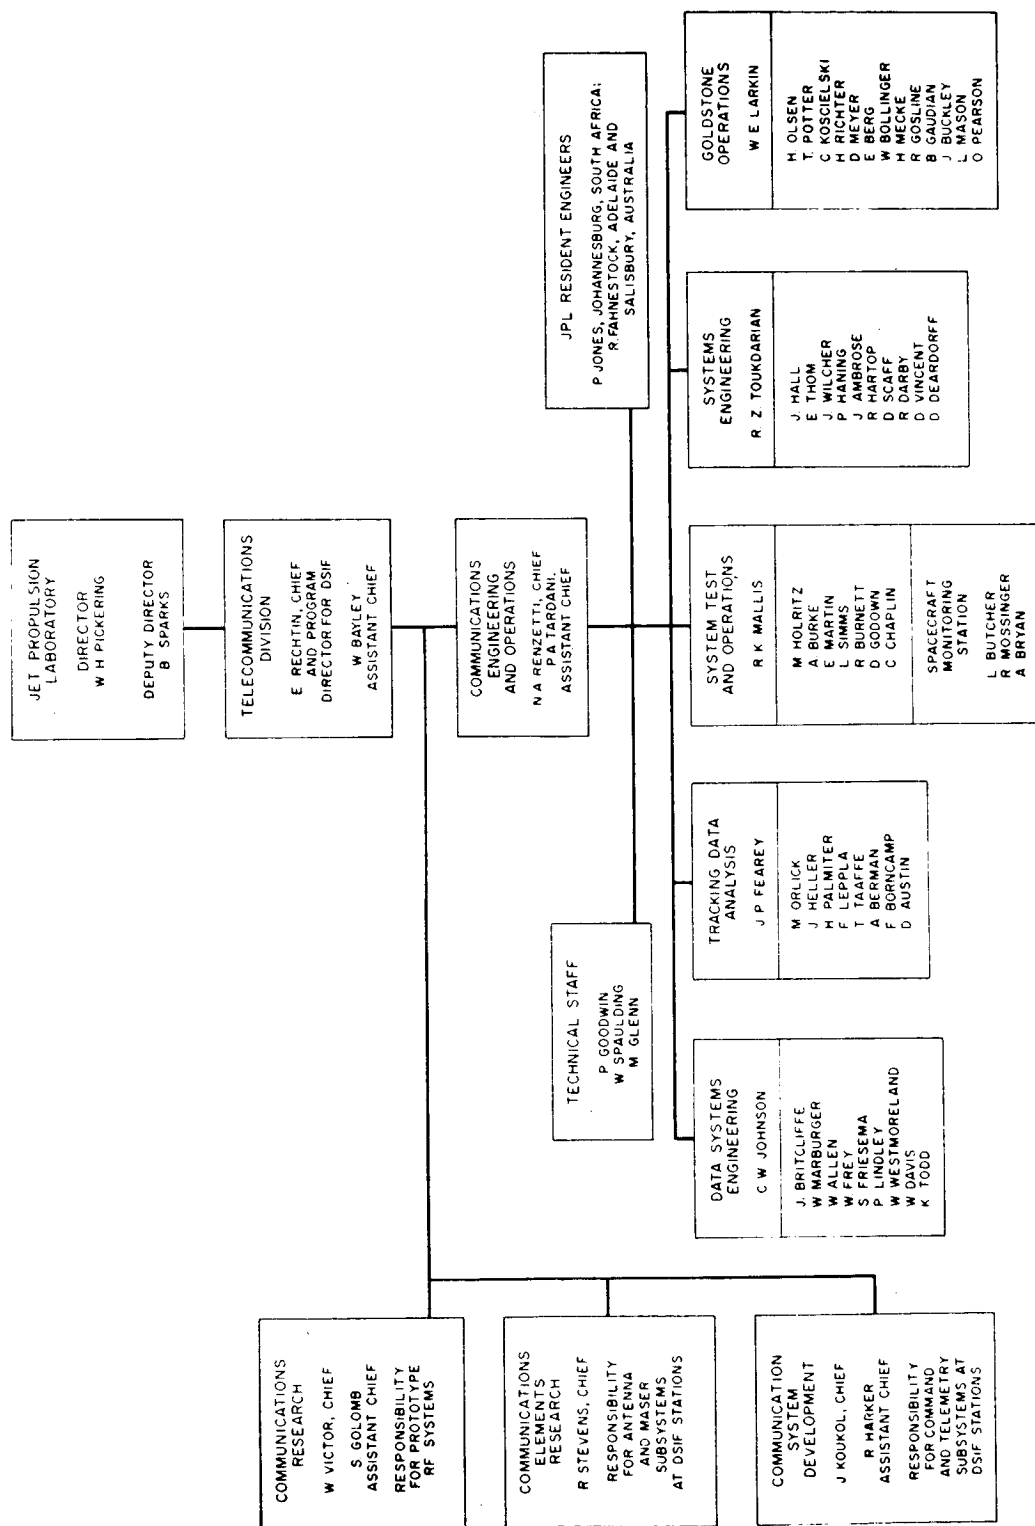 JET PROPULSION
LABORATORY
DIRECTOR
W H PICKERING
DEPUTY DIRECTOR
B SPARKS
TELECOMMUNICATIONS
DIVISION
E RECHTIN, CHIEF
AND PROGRAM
DIRECTOR FOR DSIF
W BAYLEY
ASSISTANT CHIEF
COMMUNICATIONS
RESEARCH
W VICTOR, CHIEF
S GOLOMB
ASSISTANT CHIEF
RESPONSIBILITY
FOR PROTOTYPE
RF SYSTEMS
COMMUNICATIONS
ELEMENTS
RESEARCH
R STEVENS, CHIEF
RESPONSIBILITY
FOR ANTENNA
AND MASER
SUBSYSTEMS
AT DSIF STATIONS
COMMUNICATION
SYSTEM
DEVELOPMENT
J KOUKOL, CHIEF
R HARKER
ASSISTANT CHIEF
RESPONSIBILITY
FOR COMMAND
AND TELEMETRY
SUBSYSTEMS AT
DSIF STATIONS
COMMUNICATIONS
ENGINEERING
AND OPERATIONS
N A RENZETTI, CHIEF
P A TARDANI.
ASSISTANT CHIEF
TECHNICAL STAFF
P GOODWIN
W SPAULDING
M GLENN
JPL RESIDENT ENGINEERS
P JONES, JOHANNESBURG, SOUTH AFRICA;
R. FAHNESTOCK, ADELAIDE AND
SALISBURY, AUSTRALIA
DATA SYSTEMS
ENGINEERING
C W JOHNSON
J. BRITCLIFFE
W MARBURGER
W ALLEN
W FREY
S FRIESEMA
P LINDLEY
W WESTMORELAND
W DAVIS
K TODD
TRACKING DATA
ANALYSIS
J P FEAREY
M ORLICK
J HELLER
H PALMITER
F LEPPLA
T TAAFFE
A BERMAN
F BORNCAMP
D AUSTIN
SYSTEM TEST
AND OPERATIONS
R K MALLIS
M HOLRITZ
A BURKE
E MARTIN
L SIMMS
R BURNETT
D GODOWN
C CHAPLIN
SPACECRAFT
MONITORING
STATION
L BUTCHER
R MOSSINGER
A BRYAN
SYSTEMS
ENGINEERING
R. Z. TOUKDARIAN
J. HALL
E THOM
J WILCHER
P HANING
J AMBROSE
R HARTOP
D SCAFF
R DARBY
D VINCENT
D DEARDORFF
GOLDSTONE
OPERATIONS
W E LARKIN
H. OLSEN
T. POTTER
C KOSCIELSKI
H RICHTER
D MEYER
E BERG
W BOLLINGER
H MECKE
R GOSLINE
B GAUDIAN
J BUCKLEY
L MASON
O PEARSON